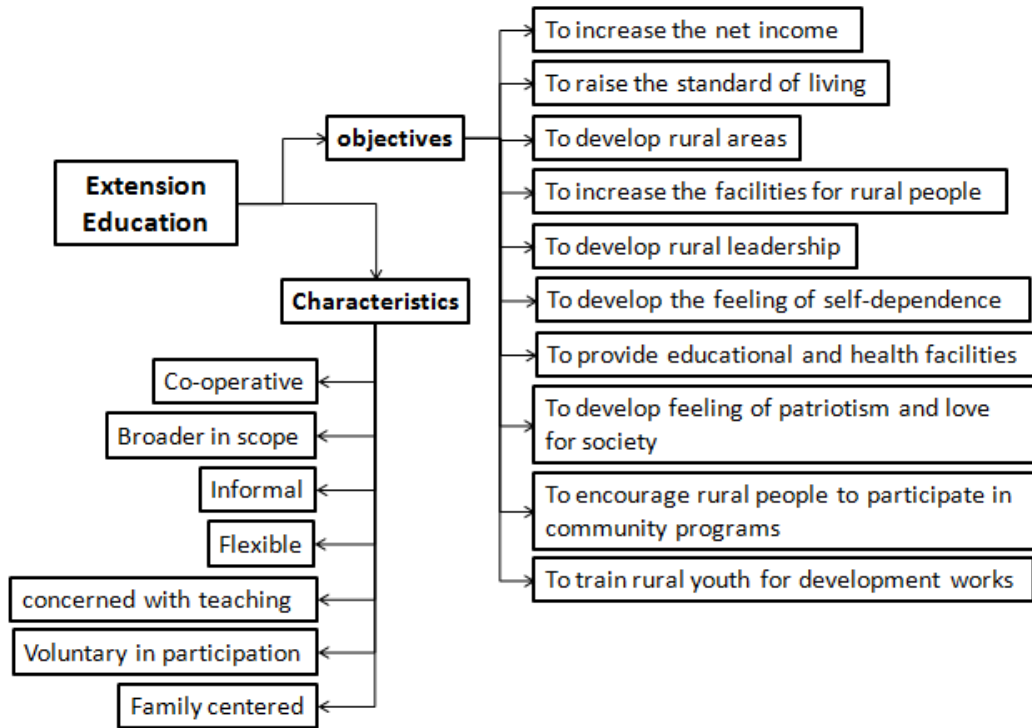 Extension
Education
objectives
To increase the net income
To raise the standard of living
To develop rural areas
To increase the facilities for rural people
To develop rural leadership
To develop the feeling of self-dependence
To provide educational and health facilities
To develop feeling of patriotism and love
for society
To encourage rural people to participate in
community programs
To train rural youth for development works
Characteristics
Co-operative
Broader in scope
Informal
Flexible
concerned with teaching
Voluntary in participation
Family centered